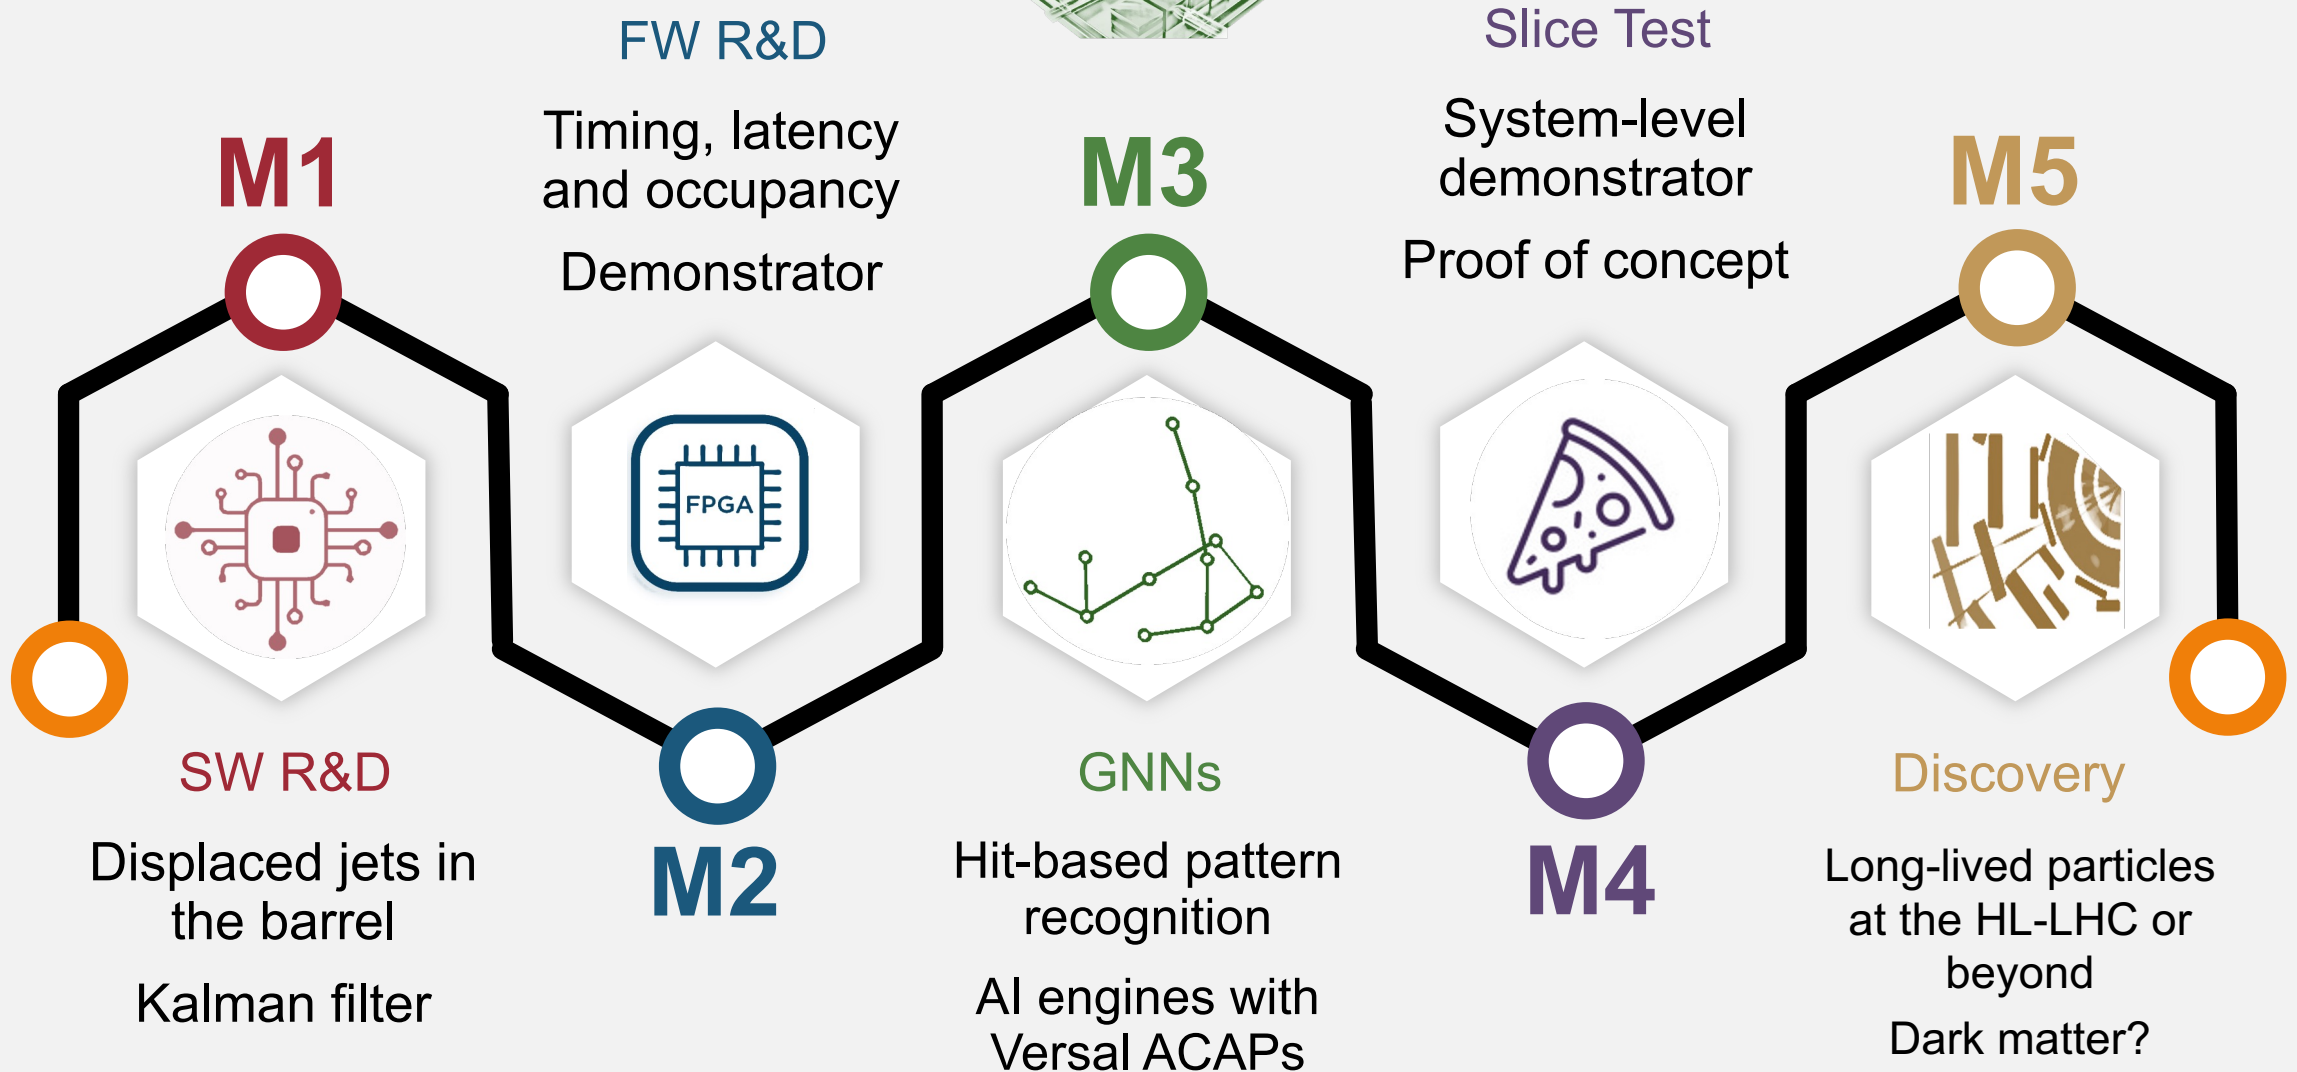 M1
SW R&D
Displaced jets in
the barrel
Kalman filter
FW R&D
Timing, latency
and occupancy
Demonstrator
FPGA
M2
M3
GNNs
Hit-based pattern
recognition
AI engines with
Versal ACAPs
Slice Test
System-level
demonstrator
Proof of concept
M4
M5
Discovery
Long-lived particles
at the HL-LHC or
beyond
Dark matter?